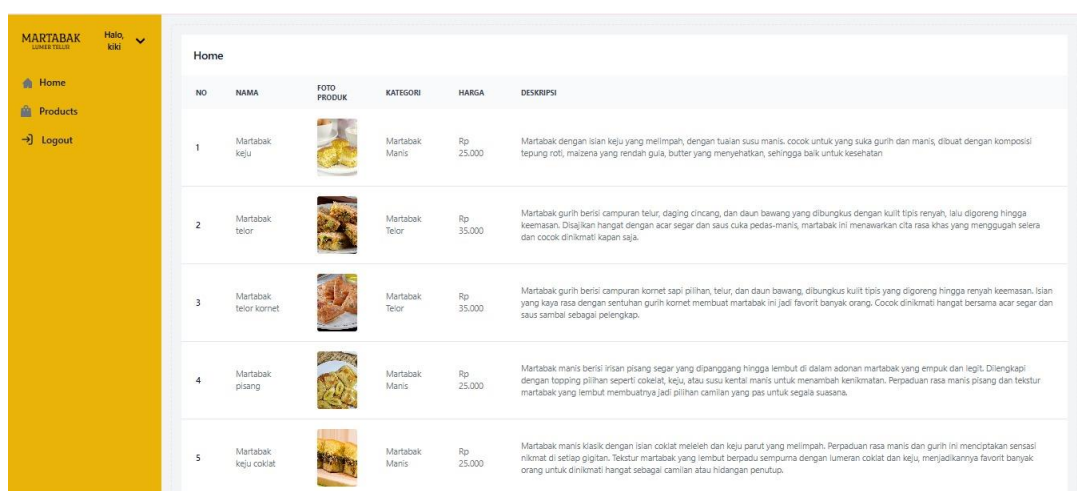 MARTABAK
LUMER TELUR
Halo,
kiki
Home
Products
Logout
Home
NO NAMA FOTO PRODUK KATEGORI HARGA DESKRIPSI
1
Martabak
keju
Martabak
Manis
Rp
25.000
Martabak dengan isian keju yang melimpah, dengan tuaian susu manis. cocok untuk yang suka gurih dan manis, dibuat dengan komposisi
tepung roti, maizena yang rendah gula, butter yang menyehatkan, sehingga baik untuk kesehatan
2
Martabak
telor
Martabak
Telor
Rp
35.000
Martabak gurih berisi campuran telur, daging cincang, dan daun bawang yang dibungkus dengan kulit tipis renyah, lalu digoreng hingga
keemasan. Disajikan hangat dengan acar segar dan saus cuka pedas-manis, martabak ini menawarkan cita rasa khas yang menggugah selera
dan cocok dinikmati kapan saja.
3
Martabak
telor kornet
Martabak
Telor
Rp
35.000
Martabak gurih berisi campuran kornet sapi pilihan, telur, dan daun bawang, dibungkus kulit tipis yang digoreng hingga renyah keemasan. Isian
yang kaya rasa dengan sentuhan gurih kornet membuat martabak ini jadi favorit banyak orang. Cocok dinikmati hangat bersama acar segar dan
saus sambal sebagai pelengkap.
4
Martabak
pisang
Martabak
Manis
Rp
25.000
Martabak manis berisi irisan pisang segar yang dipanggang hingga lembut di dalam adonan martabak yang empuk dan legit. Dilengkapi
dengan topping pilihan seperti cokelat, keju, atau susu kental manis untuk menambah kenikmatan. Perpaduan rasa manis pisang dan tekstur
martabak yang lembut membuatnya jadi pilihan camilan yang pas untuk segala suasana.
5
Martabak
keju coklat
Martabak
Manis
Rp
25.000
Martabak manis klasik dengan isian coklat meleleh dan keju parut yang melimpah. Perpaduan rasa manis dan gurih ini menciptakan sensasi
nikmat di setiap gigitan. Tekstur martabak yang lembut berpadu sempurna dengan lumeran coklat dan keju, menjadikannya favorit banyak
orang untuk dinikmati hangat sebagai camilan atau hidangan penutup.